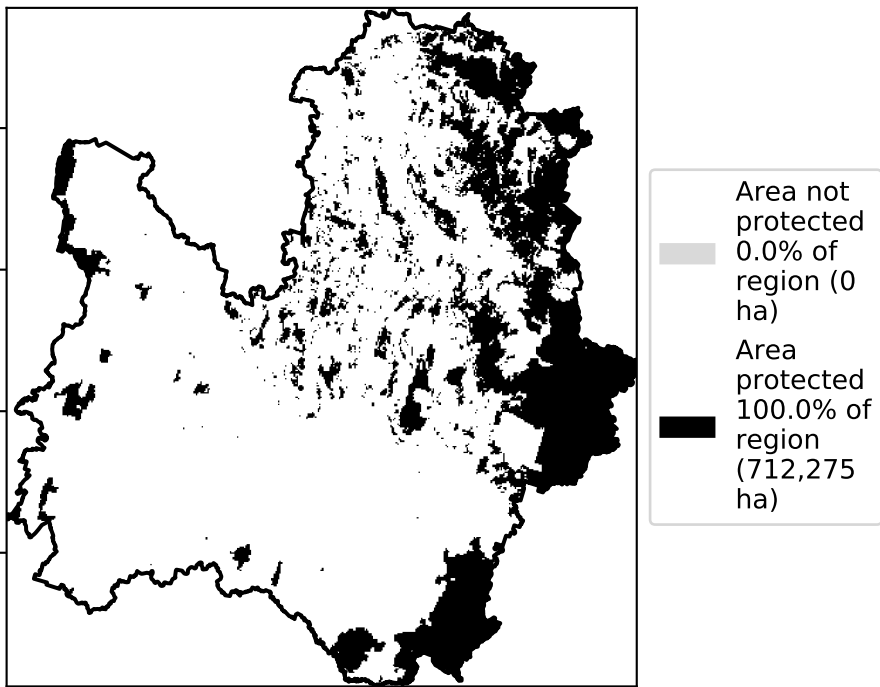 Area not
protected
0.0% of
region (0
ha)
Area
protected
100.0% of
region
(712,275
ha)